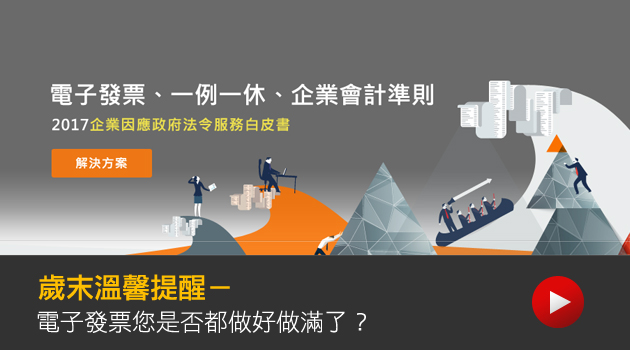 電子發票、一例一休、企業會計準則
2017企業因應政府法令服務白皮書
解決方案
歲末溫馨提醒－
電子發票您是否都做好做滿了？